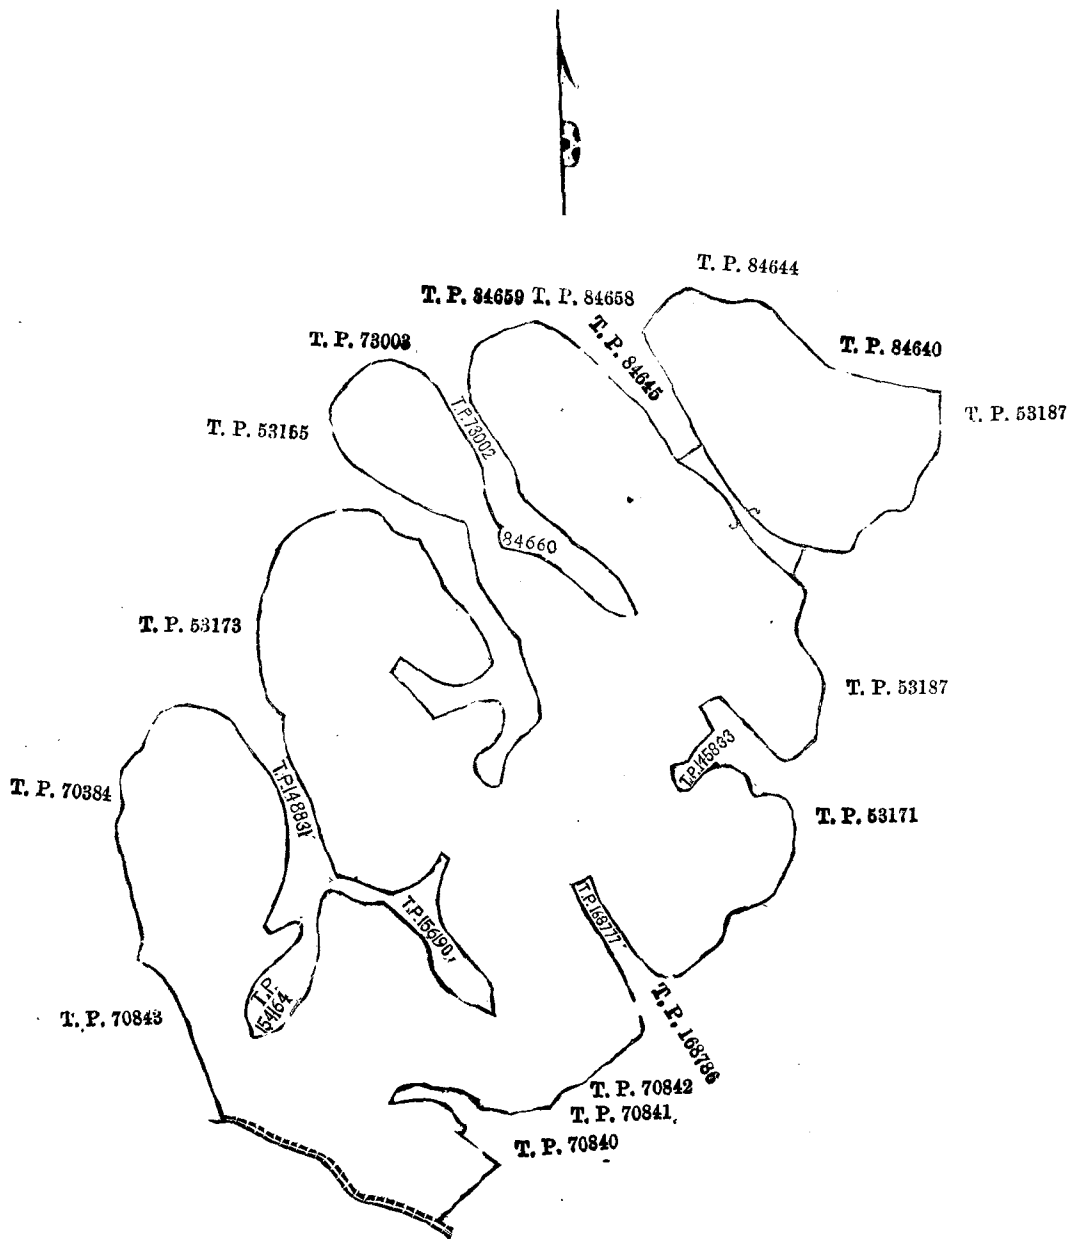 T. P. 84644
T. P. 84659 T. P. 84658
T. P. 84645
T. P. 73003
T. P. 84640
T. P. 53187
T. P. 73002
T. P. 53165
84660
T. P. 53173
T. P. 53187
T.P.145833
T. P. 70384
T.P.148831
T. P. 53171
T.P.156190
T.P.168777
T.P.
154164
T. P. 70843
T. P. 168786
T. P. 70842
T. P. 70841
T. P. 70840